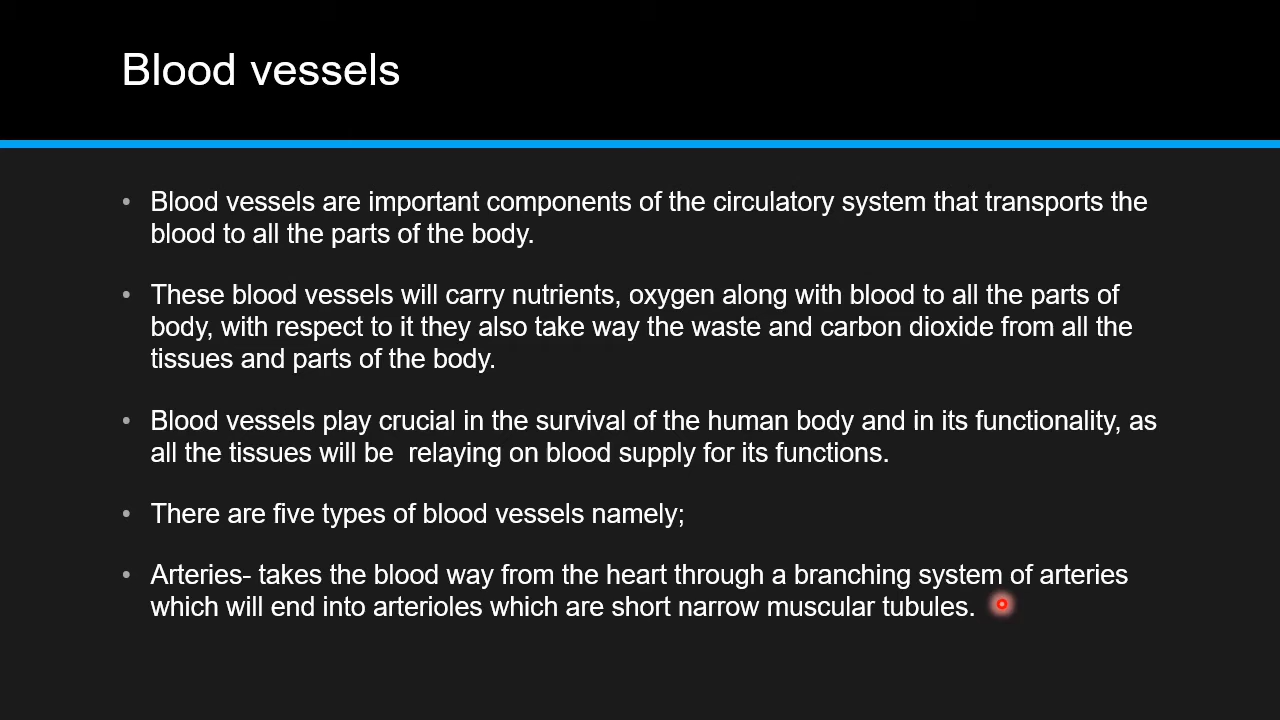 Blood vessels
• Blood vessels are important components of the circulatory system that transports the
blood to all the parts of the body.
• These blood vessels will carry nutrients, oxygen along with blood to all the parts of
body, with respect to it they also take way the waste and carbon dioxide from all the
tissues and parts of the body.
• Blood vessels play crucial in the survival of the human body and in its functionality, as
all the tissues will be  relaying on blood supply for its functions.
• There are five types of blood vessels namely;
• Arteries- takes the blood way from the heart through a branching system of arteries
which will end into arterioles which are short narrow muscular tubules.